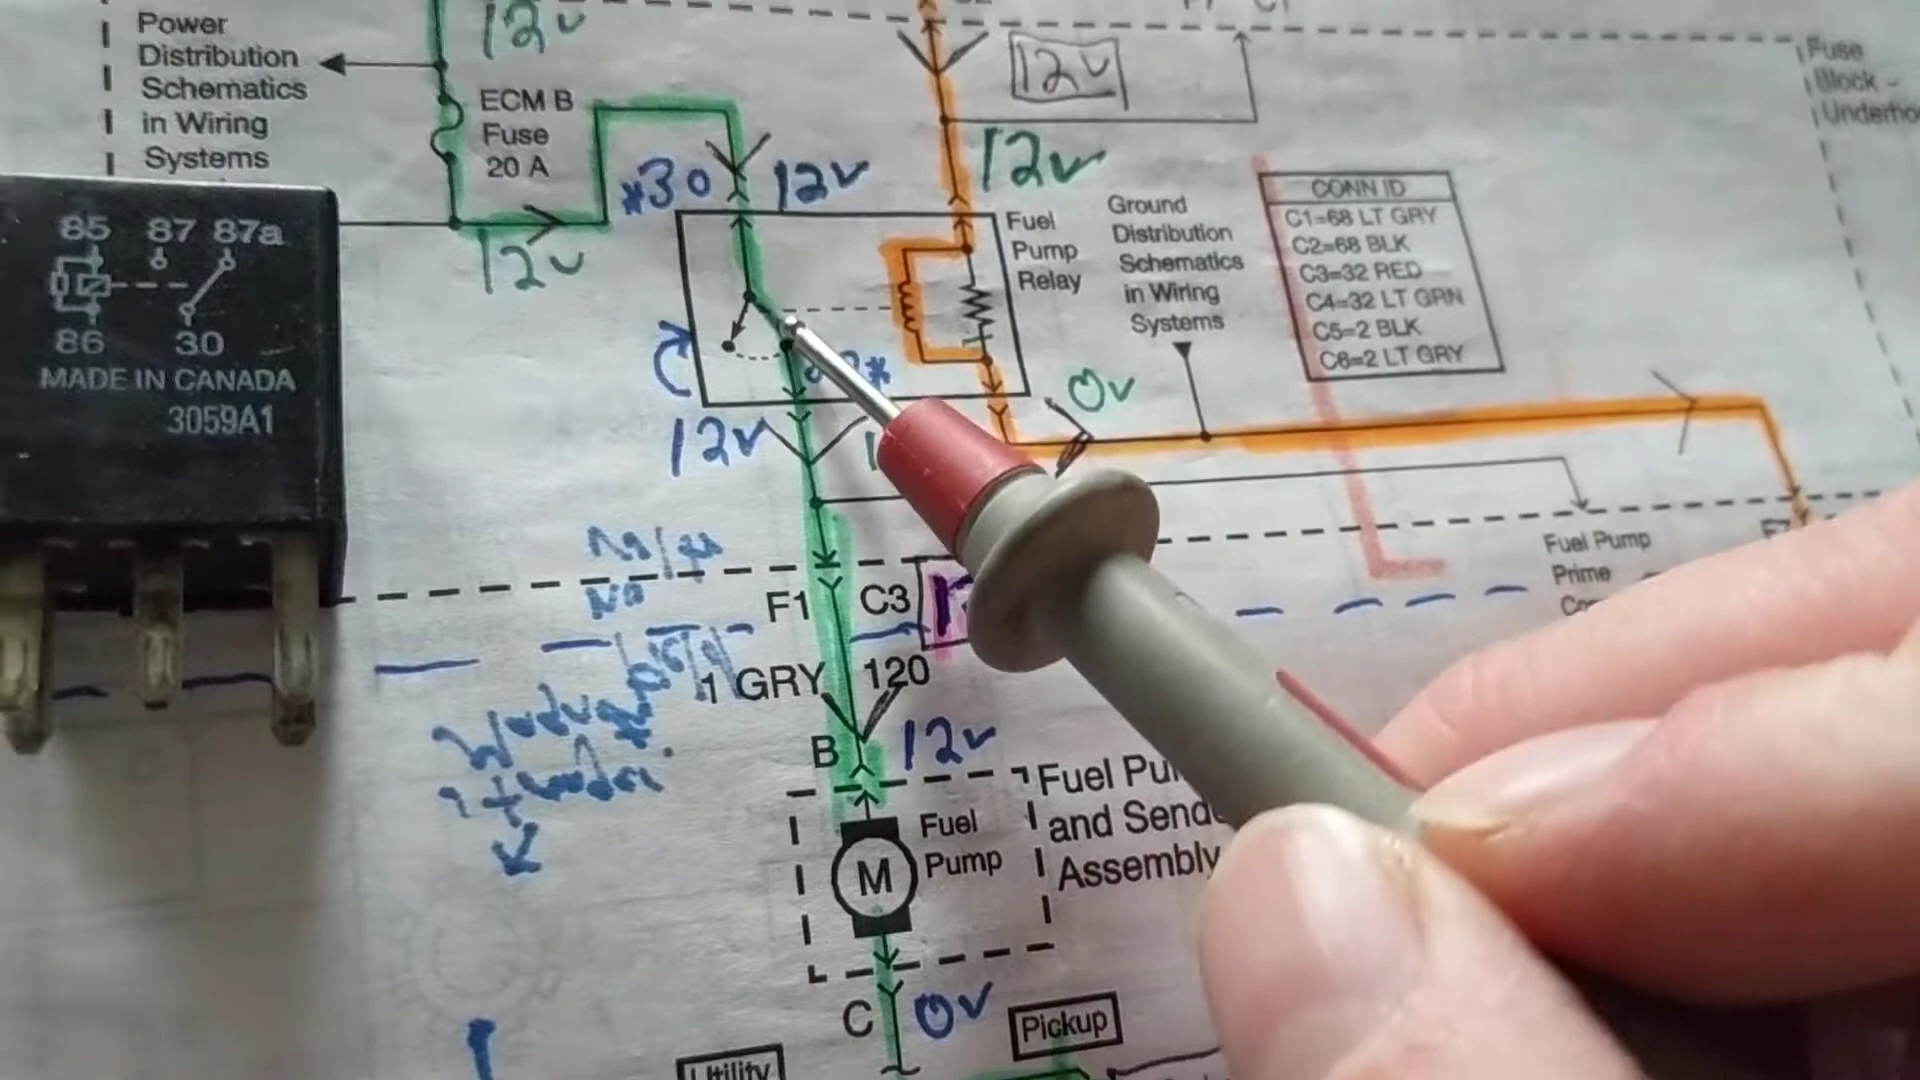 Power
Distribution
Schematics
in Wiring
Systems
12v
ECM B
Fuse
20 A
12v
*30
12v
12v
12v
Fuel
Pump
Relay
Ground
Distribution
Schematics
in Wiring
Systems
CONN ID
C1=68 LT GRY
C2=68 BLK
C3=32 RED
C4=32 LT GRN
C5=2 BLK
C6=2 LT GRY
Fuse
Block -
85 87 87a
86 30
MADE IN CANADA
3059A1
0v
12v
Fuel Pump
Prime
F1
C3
1 GRY
120
B
12v
Fuel
Pump
M
Fuel
and
Assembly
C
0v
Pickup
Utility